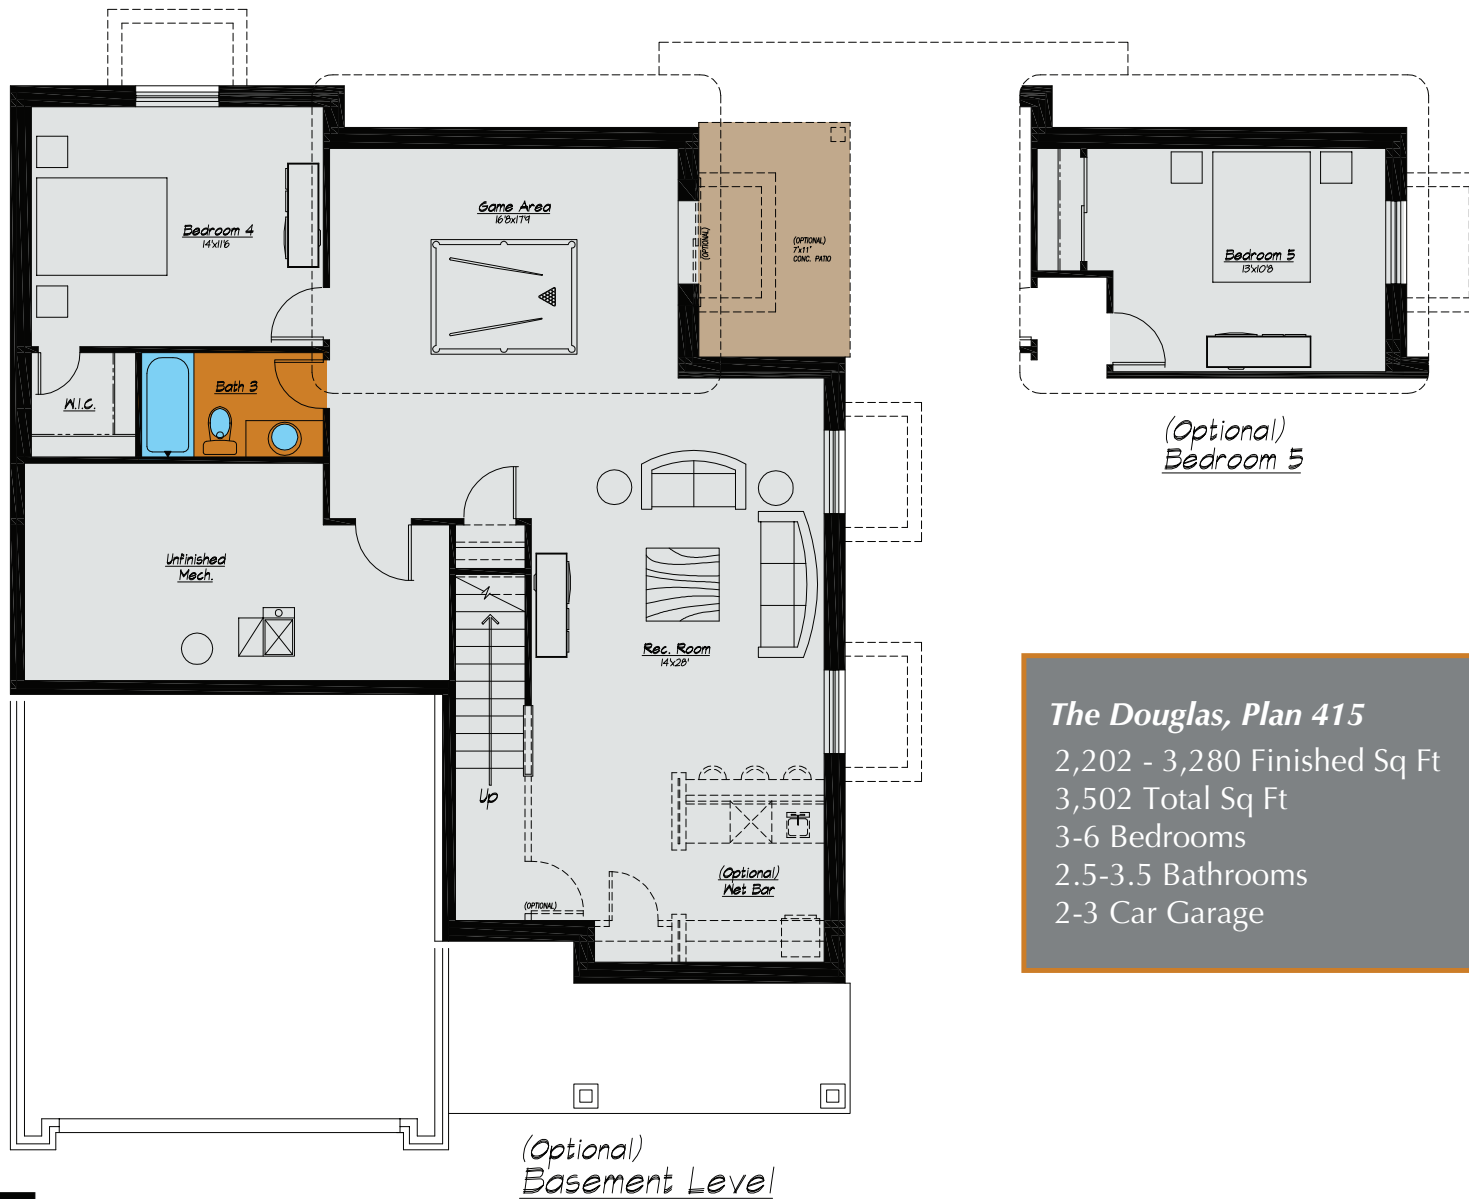 Bedroom 4
14'x11'6
Game Area
16'8x17'9
(OPTIONAL)
(OPTIONAL)
7'x11'
CONC. PATIO
Bedroom 5
13'x10'8
(Optional)
Bedroom 5
W.I.C.
Bath 3
Unfinished
Mech.
Rec. Room
14'x28'
Up
(Optional)
Wet Bar
(OPTIONAL)
The Douglas, Plan 415
2,202 - 3,280 Finished Sq Ft
3,502 Total Sq Ft
3-6 Bedrooms
2.5-3.5 Bathrooms
2-3 Car Garage
(Optional)
Basement Level